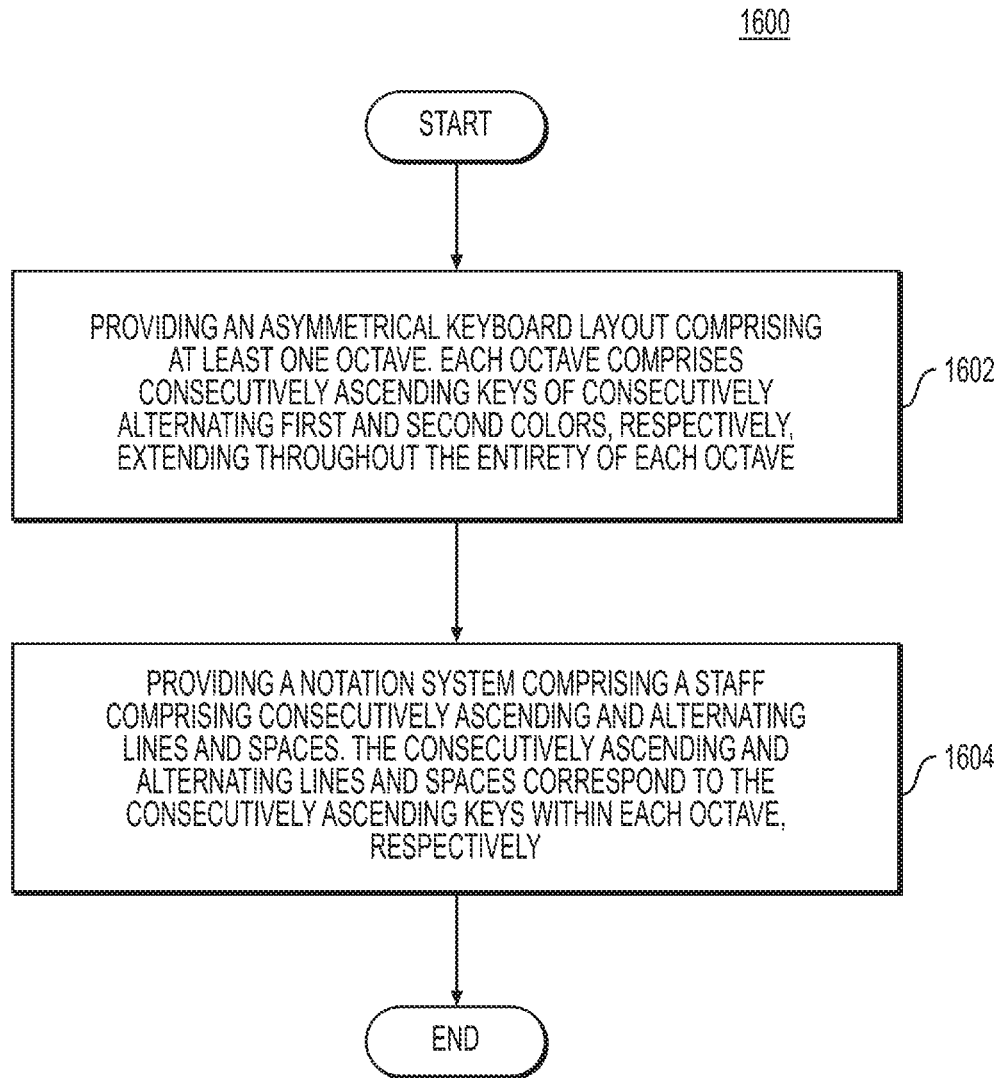 1600
START
PROVIDING AN ASYMMETRICAL KEYBOARD LAYOUT COMPRISING
AT LEAST ONE OCTAVE. EACH OCTAVE COMPRISES
CONSECUTIVELY ASCENDING KEYS OF CONSECUTIVELY
ALTERNATING FIRST AND SECOND COLORS, RESPECTIVELY,
EXTENDING THROUGHOUT THE ENTIRETY OF EACH OCTAVE
1602
PROVIDING A NOTATION SYSTEM COMPRISING A STAFF
COMPRISING CONSECUTIVELY ASCENDING AND ALTERNATING
LINES AND SPACES. THE CONSECUTIVELY ASCENDING AND
ALTERNATING LINES AND SPACES CORRESPOND TO THE
CONSECUTIVELY ASCENDING KEYS WITHIN EACH OCTAVE,
RESPECTIVELY
1604
END